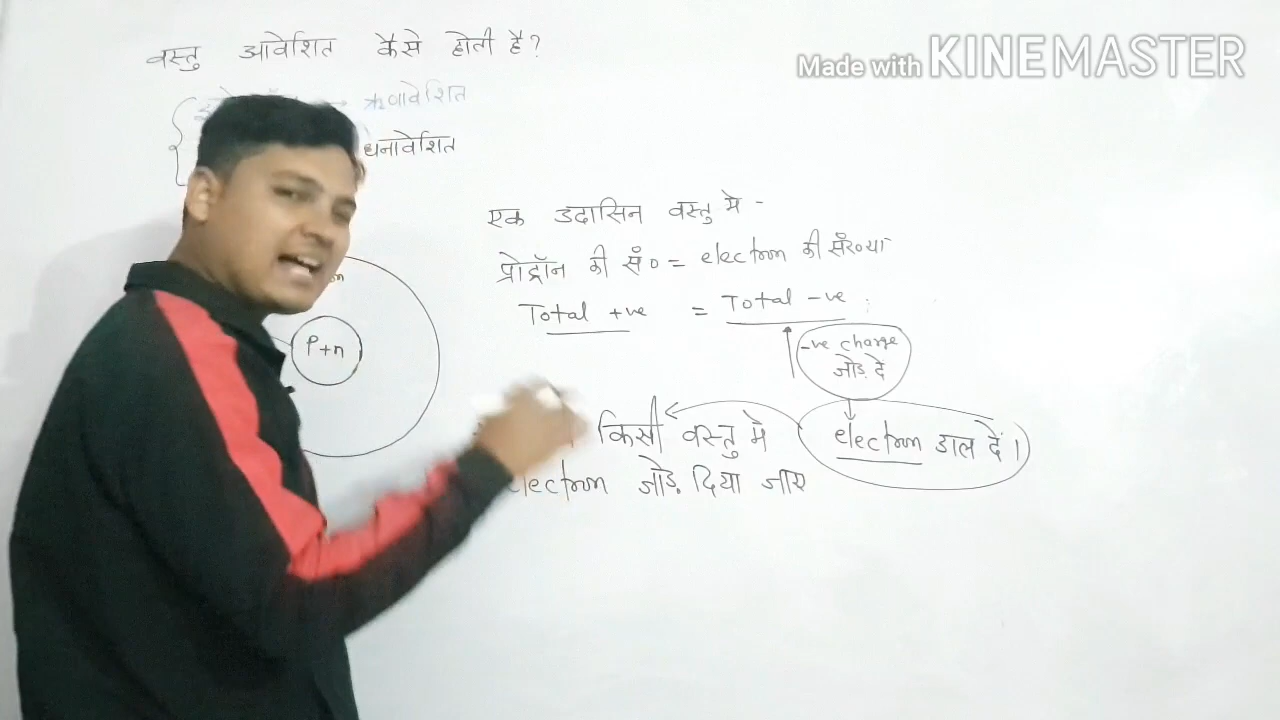 वस्तु आवेशित कैसे होती है?
Made with KINEMASTER
→ ऋणावेशित
धनावेशित
एक उदासिन वस्तु मे -
प्रोट्रॉन की सं० = electron की संख्या
Total +ve = Total -ve
-ve charge
जोड़ दे
P+n
किसी वस्तु मे
electron डाल दें।
electron जोड़ दिया जाए